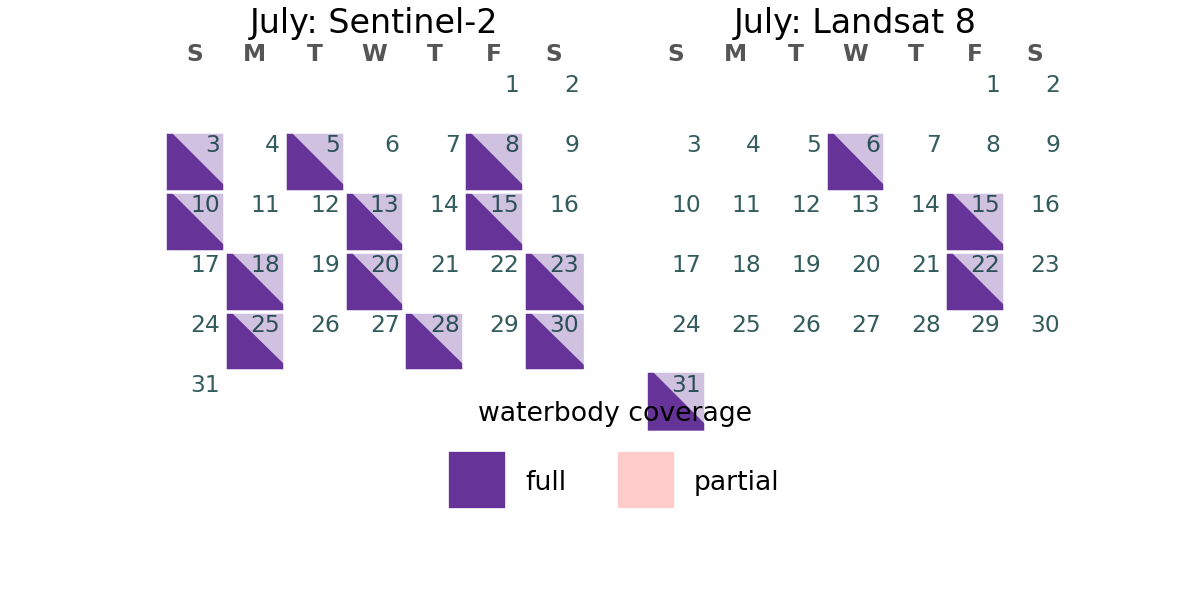 July: Sentinel-2
S M T W T F S
1 2
3 4 5 6 7 8 9
10 11 12 13 14 15 16
17 18 19 20 21 22 23
24 25 26 27 28 29 30
31
July: Landsat 8
S M T W T F S
1 2
3 4 5 6 7 8 9
10 11 12 13 14 15 16
17 18 19 20 21 22 23
24 25 26 27 28 29 30
31
waterbody coverage
full partial